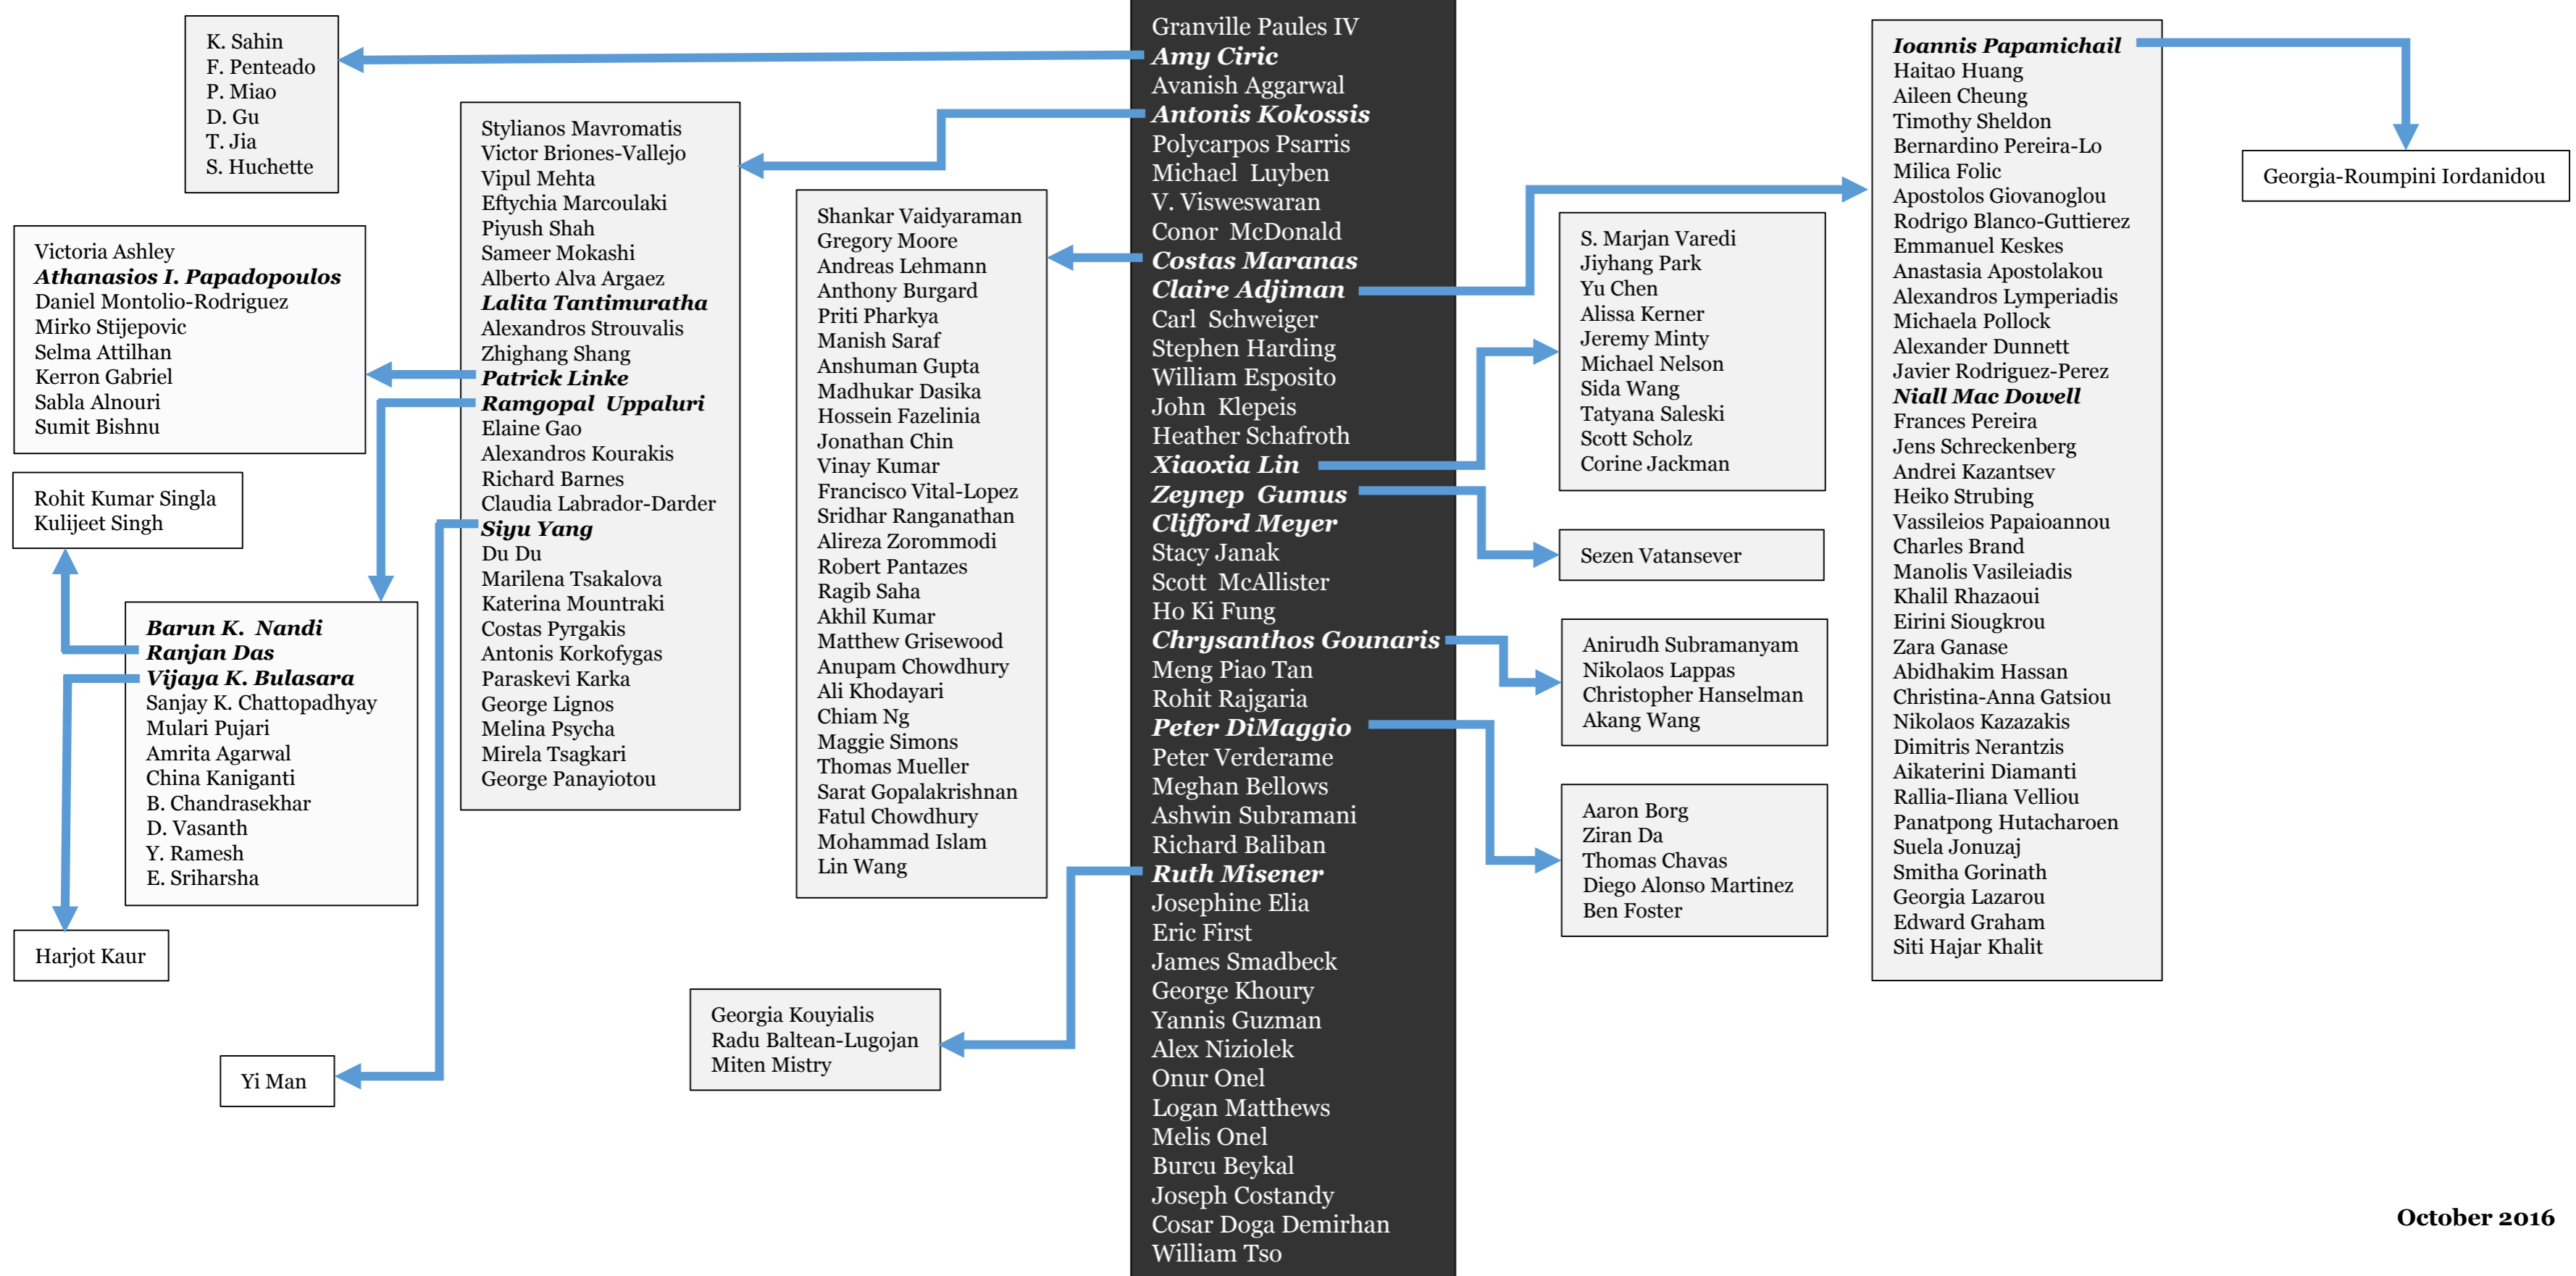 K. Sahin
F. Penteado
P. Miao
D. Gu
T. Jia
S. Huchette
Victoria Ashley
Athanasios I. Papadopoulos
Daniel Montolio-Rodriguez
Mirko Stijepovic
Selma Attilhan
Kerron Gabriel
Sabla Alnouri
Sumit Bishnu
Rohit Kumar Singla
Kulijeet Singh
Barun K. Nandi
Ranjan Das
Vijaya K. Bulasara
Sanjay K. Chattopadhyay
Mulari Pujari
Amrita Agarwal
China Kaniganti
B. Chandrasekhar
D. Vasanth
Y. Ramesh
E. Sriharsha
Harjot Kaur
Yi Man
Stylianos Mavromatis
Victor Briones-Vallejo
Vipul Mehta
Eftychia Marcoulaki
Piyush Shah
Sameer Mokashi
Alberto Alva Argaez
Lalita Tantimuratha
Alexandros Strouvalis
Zhighang Shang
Patrick Linke
Ramgopal Uppaluri
Elaine Gao
Alexandros Kourakis
Richard Barnes
Claudia Labrador-Darder
Siyu Yang
Du Du
Marilena Tsakalova
Katerina Mountraki
Costas Pyrgakis
Antonis Korkofygas
Paraskevi Karka
George Lignos
Melina Psycha
Mirela Tsagkari
George Panayiotou
Shankar Vaidyaraman
Gregory Moore
Andreas Lehmann
Anthony Burgard
Priti Pharkya
Manish Saraf
Anshuman Gupta
Madhukar Dasika
Hossein Fazelinia
Jonathan Chin
Vinay Kumar
Francisco Vital-Lopez
Sridhar Ranganathan
Alireza Zorommodi
Robert Pantazes
Ragib Saha
Akhil Kumar
Matthew Grisewood
Anupam Chowdhury
Ali Khodayari
Chiam Ng
Maggie Simons
Thomas Mueller
Sarat Gopalakrishnan
Fatul Chowdhury
Mohammad Islam
Lin Wang
Georgia Kouyialis
Radu Baltean-Lugojan
Miten Mistry
Granville Paules IV
Amy Ciric
Avanish Aggarwal
Antonis Kokossis
Polycarpos Psarris
Michael Luyben
V. Visweswaran
Conor McDonald
Costas Maranas
Claire Adjiman
Carl Schweiger
Stephen Harding
William Esposito
John Klepeis
Heather Schafroth
Xiaoxia Lin
Zeynep Gumus
Clifford Meyer
Stacy Janak
Scott McAllister
Ho Ki Fung
Chrysanthos Gounaris
Meng Piao Tan
Rohit Rajgaria
Peter DiMaggio
Peter Verderame
Meghan Bellows
Ashwin Subramani
Richard Baliban
Ruth Misener
Josephine Elia
Eric First
James Smadbeck
George Khoury
Yannis Guzman
Alex Niziolek
Onur Onel
Logan Matthews
Melis Onel
Burcu Beykal
Joseph Costandy
Cosar Doga Demirhan
William Tso
S. Marjan Varedi
Jiyhang Park
Yu Chen
Alissa Kerner
Jeremy Minty
Michael Nelson
Sida Wang
Tatyana Saleski
Scott Scholz
Corine Jackman
Sezen Vatansever
Anirudh Subramanyam
Nikolaos Lappas
Christopher Hanselman
Akang Wang
Aaron Borg
Ziran Da
Thomas Chavas
Diego Alonso Martinez
Ben Foster
Ioannis Papamichail
Haitao Huang
Aileen Cheung
Timothy Sheldon
Bernardino Pereira-Lo
Milica Folic
Apostolos Giovanoglou
Rodrigo Blanco-Guttierez
Emmanuel Keskes
Anastasia Apostolakou
Alexandros Lymperiadis
Michaela Pollock
Alexander Dunnett
Javier Rodriguez-Perez
Niall Mac Dowell
Frances Pereira
Jens Schreckenberg
Andrei Kazantsev
Heiko Strubing
Vassileios Papaioannou
Charles Brand
Manolis Vasileiadis
Khalil Rhazaoui
Eirini Siougkrou
Zara Ganase
Abidhakim Hassan
Christina-Anna Gatsiou
Nikolaos Kazazakis
Dimitris Nerantzis
Aikaterini Diamanti
Rallia-Iliana Velliou
Panatpong Hutacharoen
Suela Jonuzaj
Smitha Gorinath
Georgia Lazarou
Edward Graham
Siti Hajar Khalit
Georgia-Roumpini Iordanidou
October 2016